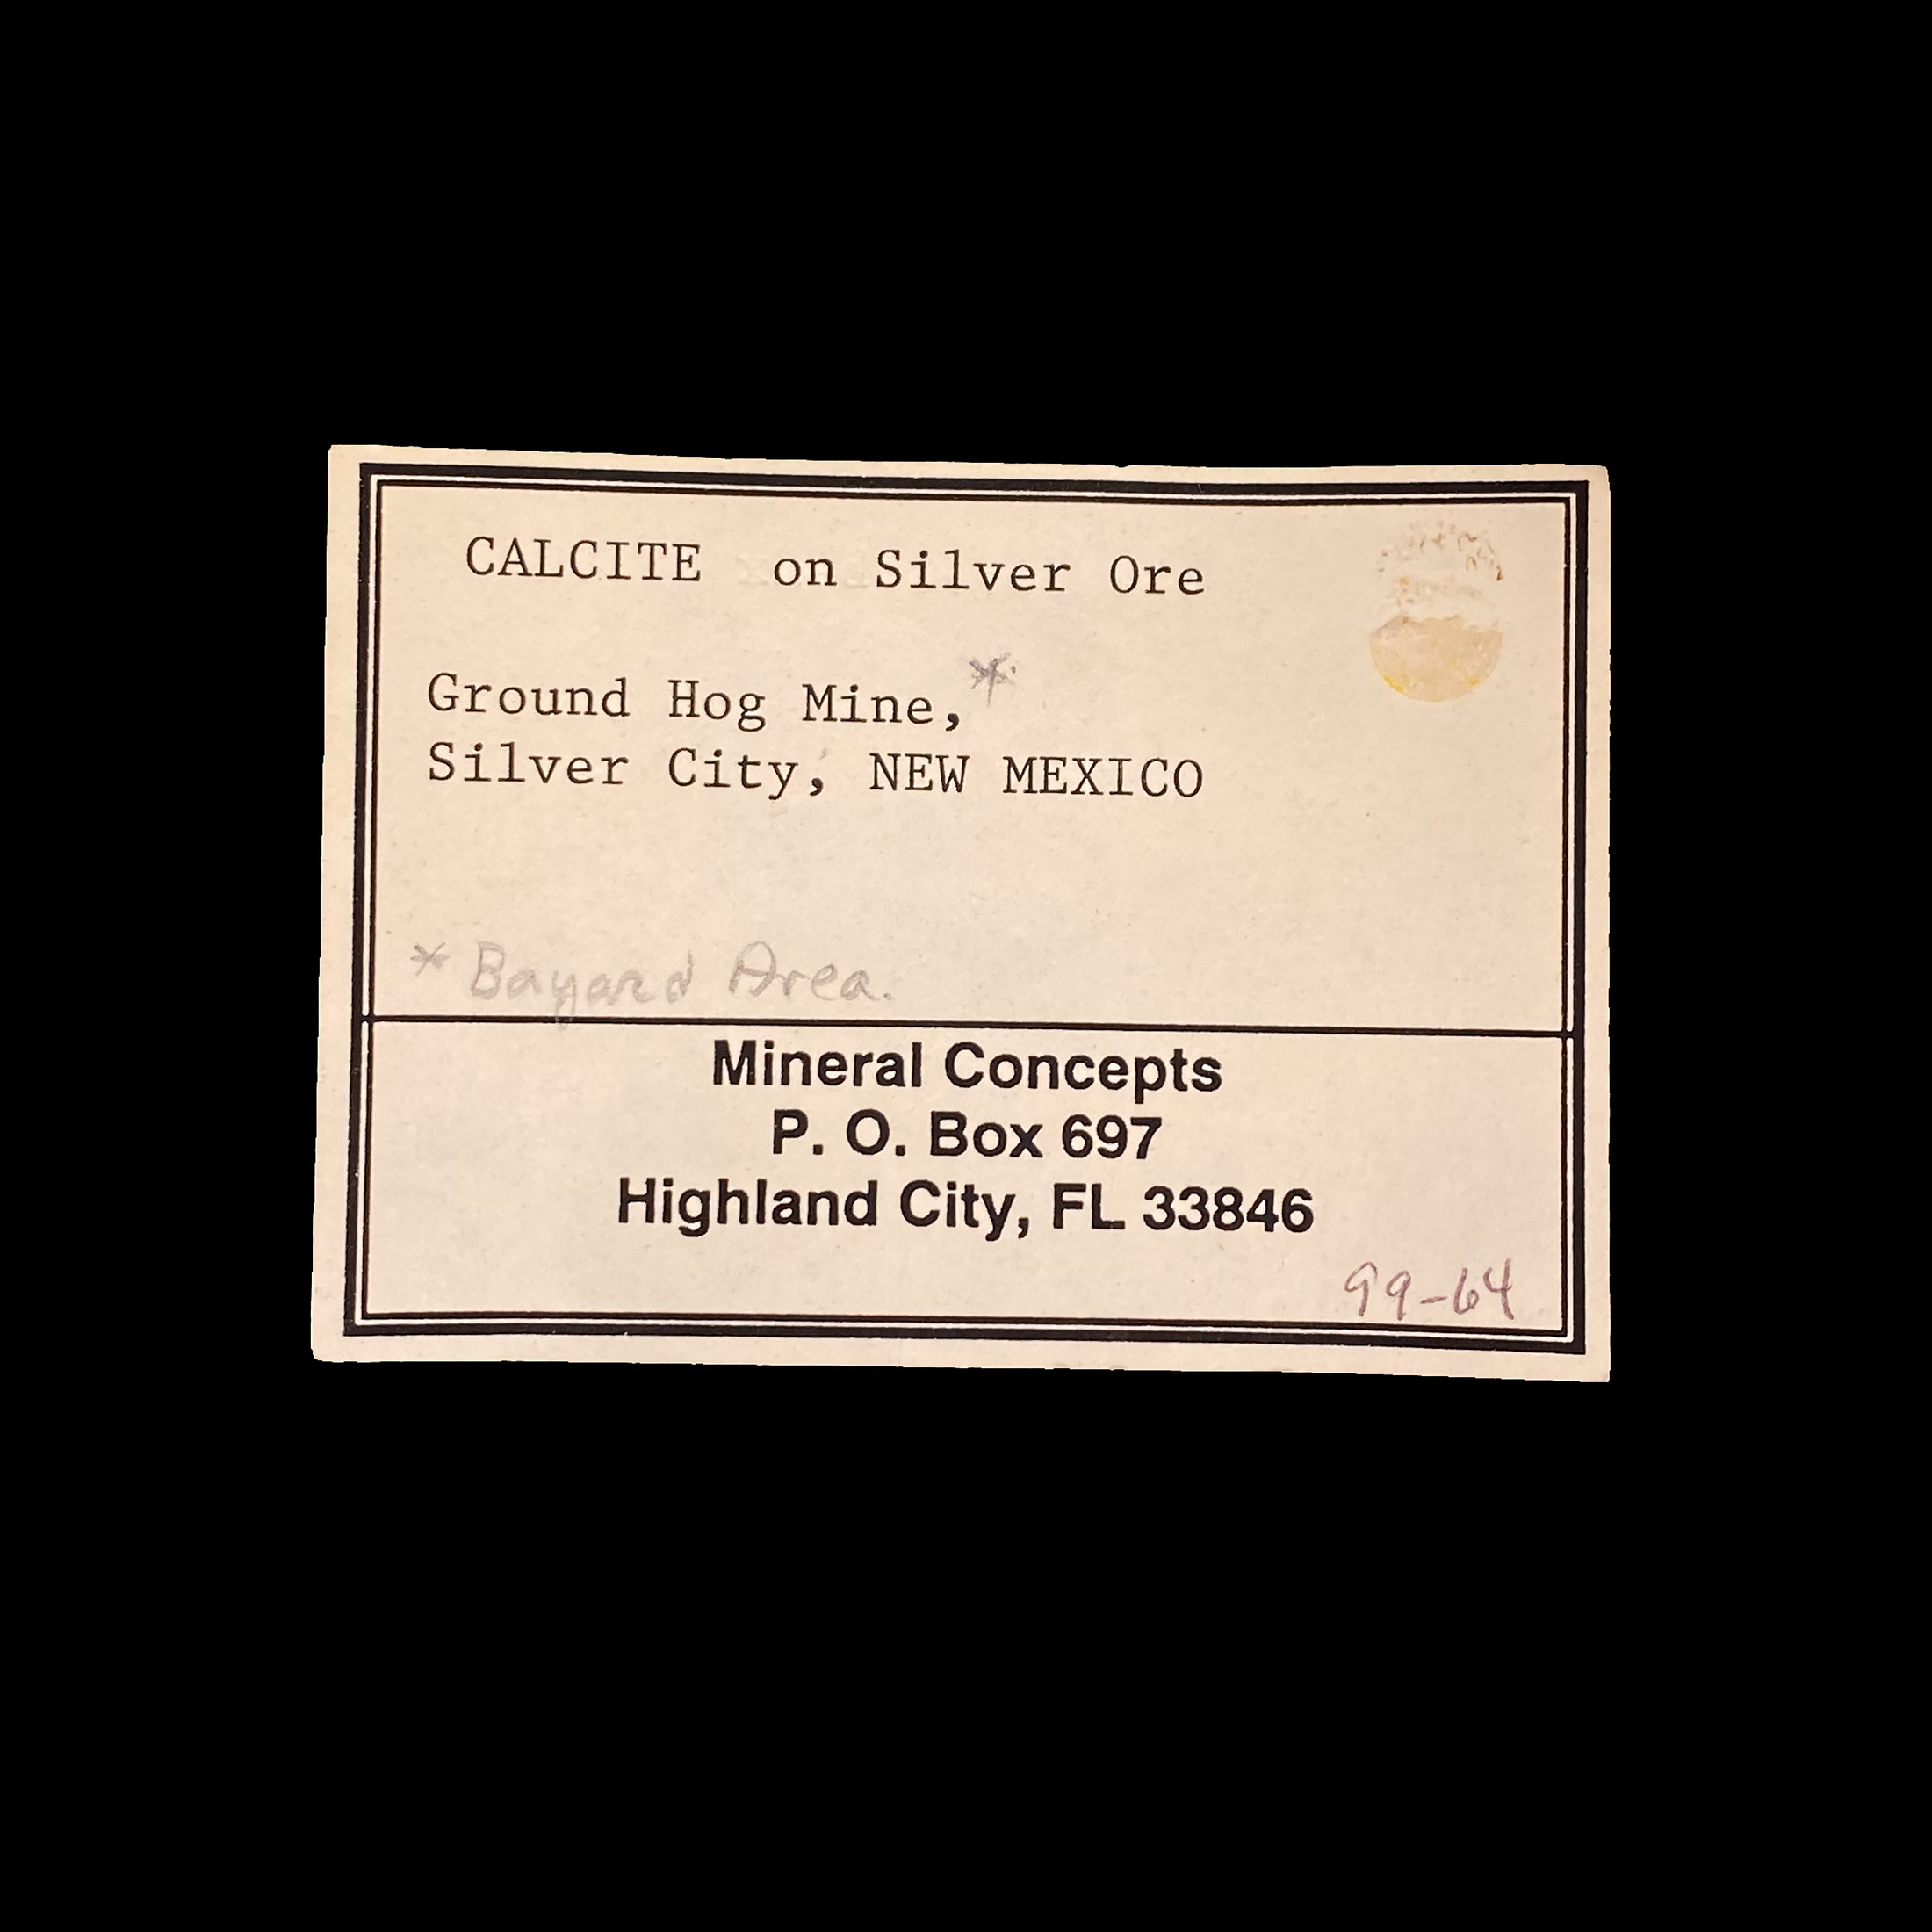 CALCITE on Silver Ore
Ground Hog Mine,*
Silver City, NEW MEXICO
* Bayard Area.
Mineral Concepts
P. O. Box 697
Highland City, FL 33846
99-64